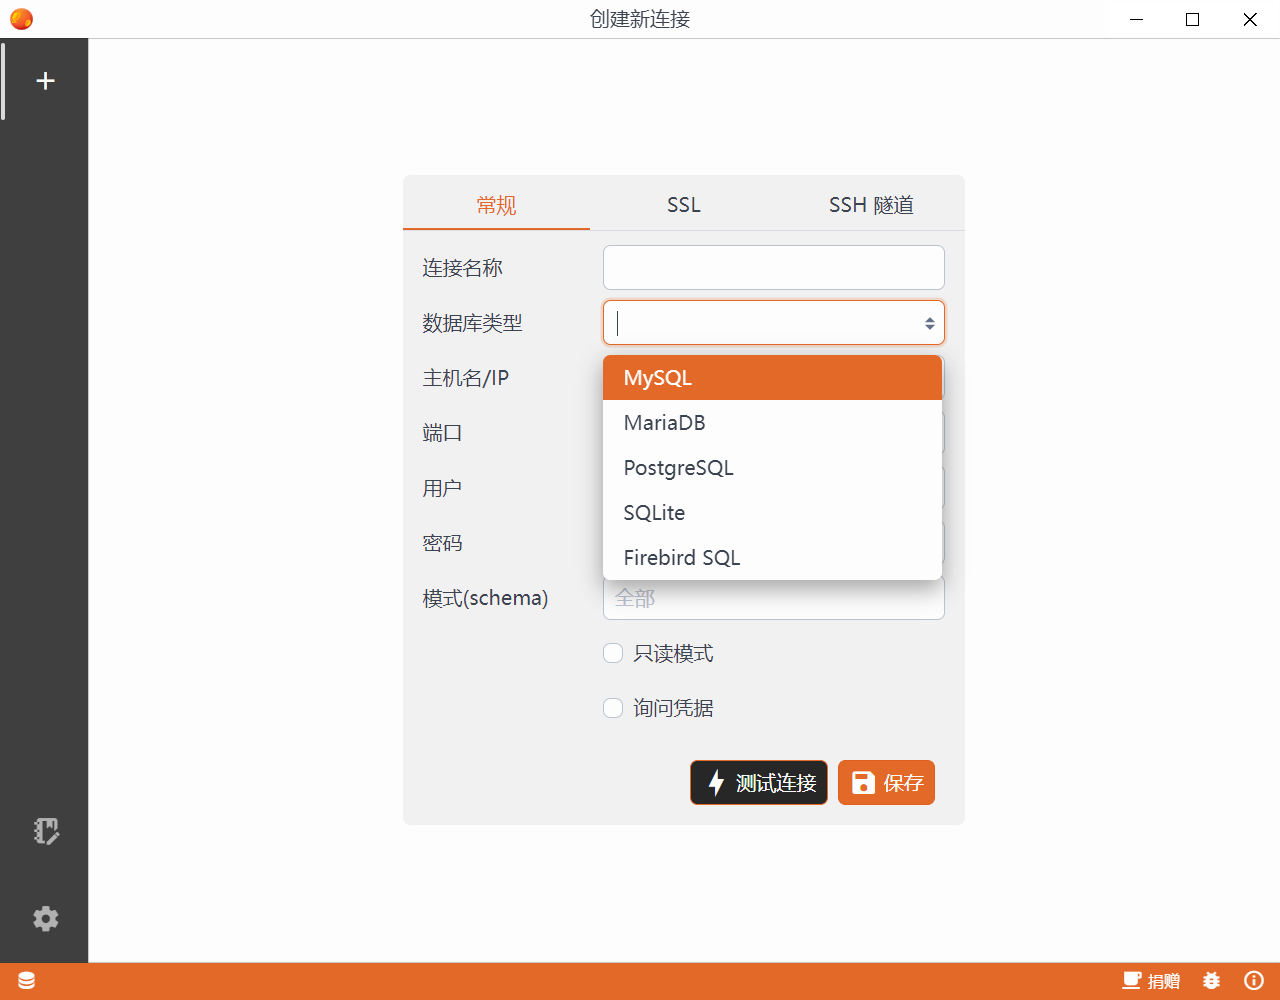 创建新连接
常规 SSL SSH 隧道
连接名称
数据库类型
主机名/IP
MySQL
MariaDB
端口
PostgreSQL
用户
SQLite
密码
Firebird SQL
模式(schema) 全部
只读模式
询问凭据
测试连接 保存
捐赠